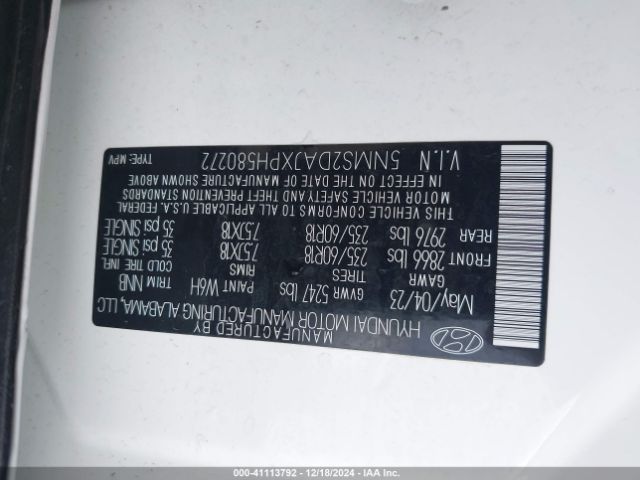 MANUFACTURED BY
HYUNDAI MOTOR MANUFACTURING ALABAMA, LLC
May/04/23 GVWR 5247 lbs PAINT W6H TRIM NNB
GAWR TIRES RIMS COLD TIRE INFL.
FRONT 2866 lbs 235/60R18 7.5JX18 35 psi SINGLE
REAR 2976 lbs 235/60R18 7.5JX18 35 psi SINGLE
THIS VEHICLE CONFORMS TO ALL APPLICABLE U.S.A. FEDERAL
MOTOR VEHICLE SAFETY AND THEFT PREVENTION STANDARDS
IN EFFECT ON THE DATE OF MANUFACTURE SHOWN ABOVE
V.I.N 5NMS2DAJXPH580272 TYPE: MPV
000-41113792 - 12/18/2024 - IAA Inc.